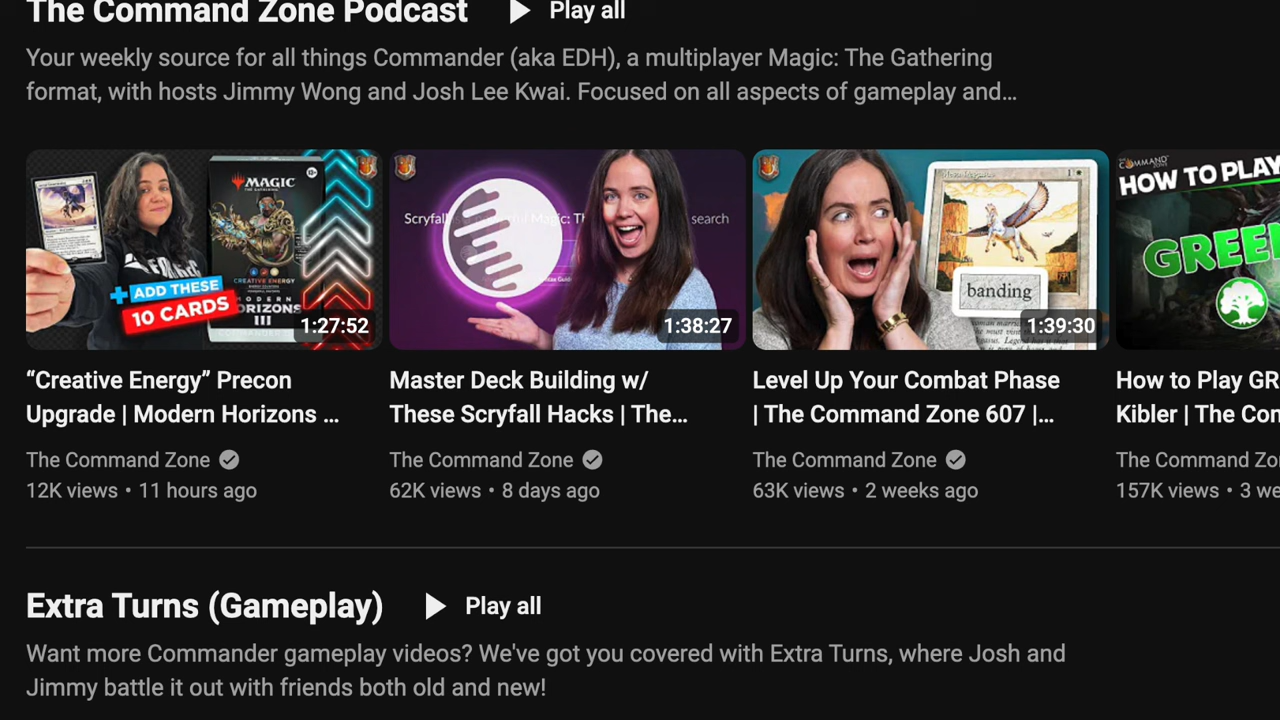 The Command Zone Podcast
Play all
Your weekly source for all things Commander (aka EDH), a multiplayer Magic: The Gathering
format, with hosts Jimmy Wong and Josh Lee Kwai. Focused on all aspects of gameplay and…
MAGIC
+ ADD THESE
10 CARDS
CREATIVE ENERGY
MODERN
HORIZONS
III
1:27:52
Scryfall
search
1:38:27
banding
1:39:30
COMMAND
HOW TO PLAY
GREEN
“Creative Energy” Precon
Upgrade | Modern Horizons …
Master Deck Building w/
These Scryfall Hacks | The…
Level Up Your Combat Phase
| The Command Zone 607 |…
How to Play GR
Kibler | The Con
The Command Zone
The Command Zone
The Command Zone
The Command Zo
12K views • 11 hours ago
62K views • 8 days ago
63K views • 2 weeks ago
157K views • 3 we
Extra Turns (Gameplay)
Play all
Want more Commander gameplay videos? We've got you covered with Extra Turns, where Josh and
Jimmy battle it out with friends both old and new!